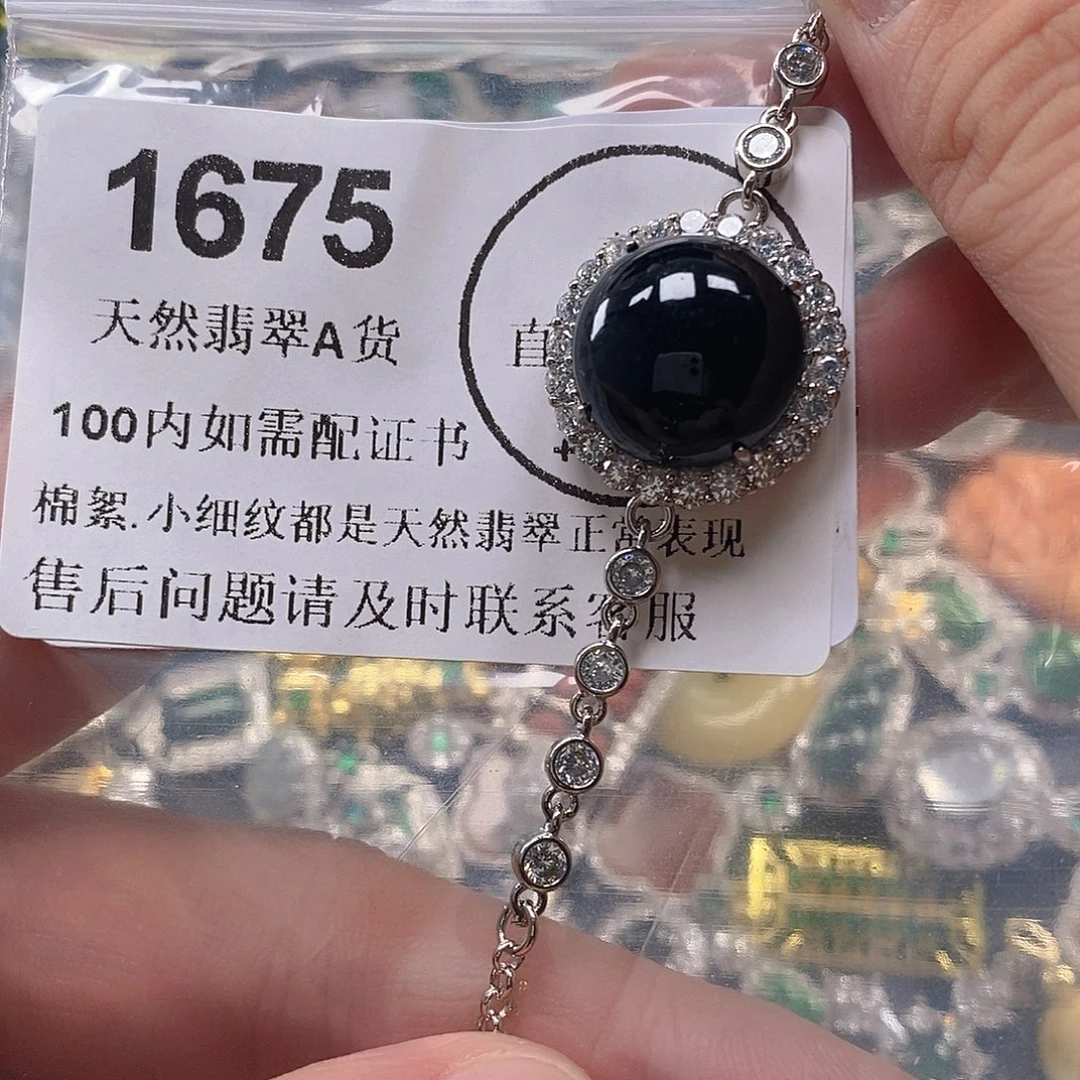 1675
天然翡翠A货
直
100内如需配证书
+
棉絮.小细纹都是天然翡翠正常表现
售后问题请及时联系客服